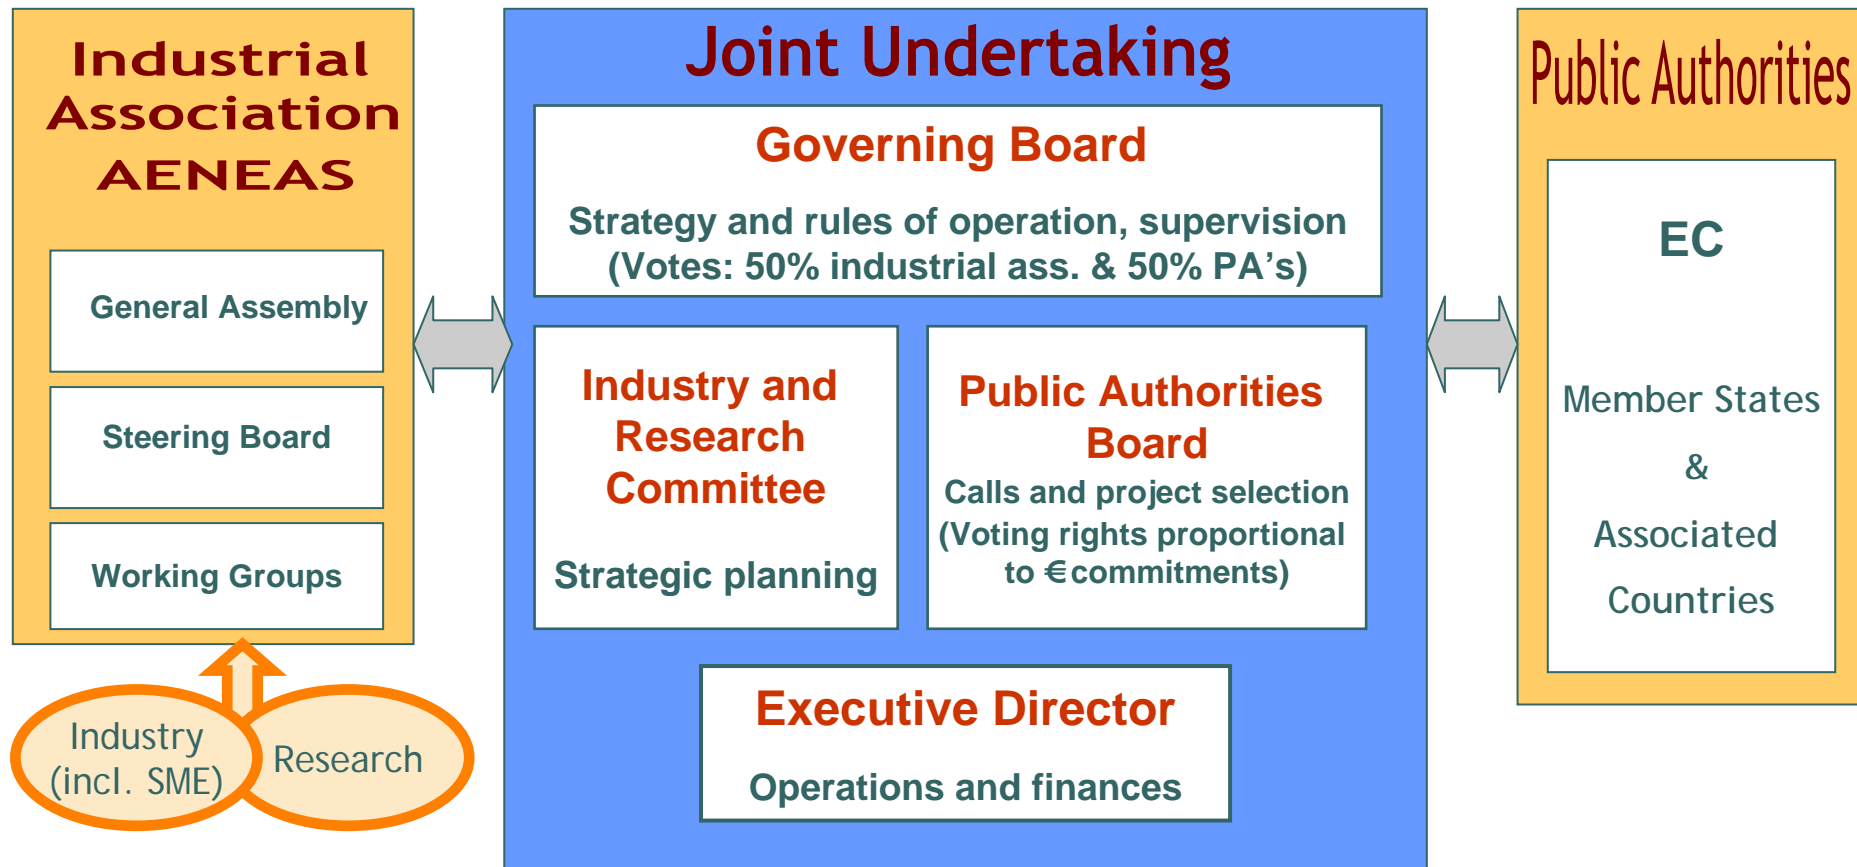 Industrial
Association
AENEAS
General Assembly
Steering Board
Working Groups
Industry
(incl. SME)
Research
Joint Undertaking
Governing Board
Strategy and rules of operation, supervision
(Votes: 50% industrial ass. & 50% PA’s)
Industry and
Research
Committee
Strategic planning
Public Authorities
Board
Calls and project selection
(Voting rights proportional
to € commitments)
Executive Director
Operations and finances
Public Authorities
EC
Member States
&
Associated
Countries